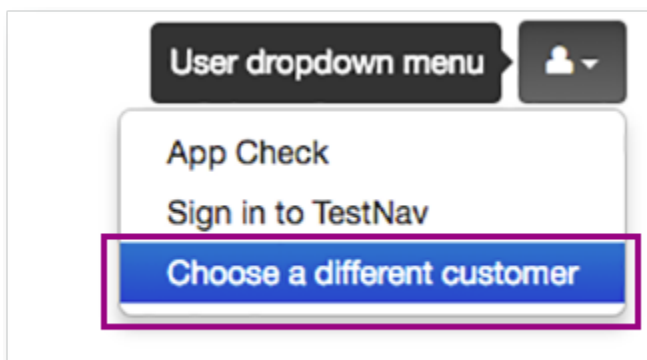 User dropdown menu
App Check
Sign in to TestNav
Choose a different customer